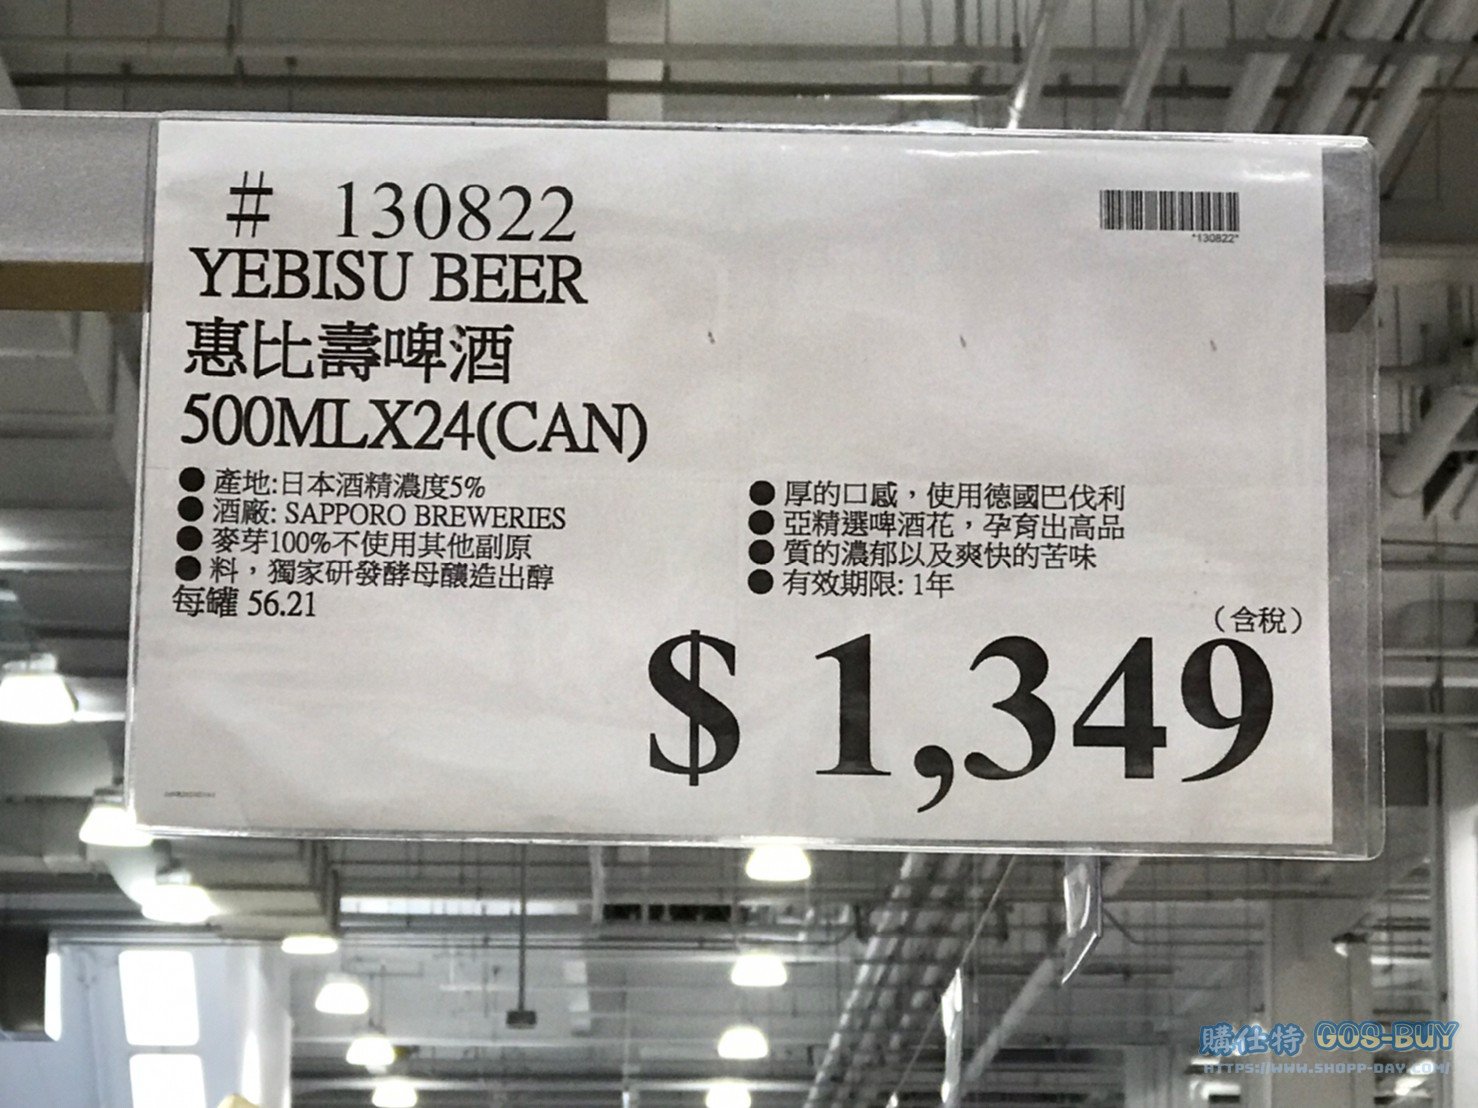 # 130822
*130822*
YEBISU BEER
惠比壽啤酒
500MLX24(CAN)
● 產地:日本酒精濃度5%
● 酒廠: SAPPORO BREWERIES
● 麥芽100%不使用其他副原
● 料，獨家研發酵母釀造出醇
每罐 56.21
● 厚的口感，使用德國巴伐利
● 亞精選啤酒花，孕育出高品
● 質的濃郁以及爽快的苦味
● 有效期限: 1年
（含稅）
$ 1,349
購仕特 GOS-BUY
HTTPS://WWW.SHOPP-DAY.COM/